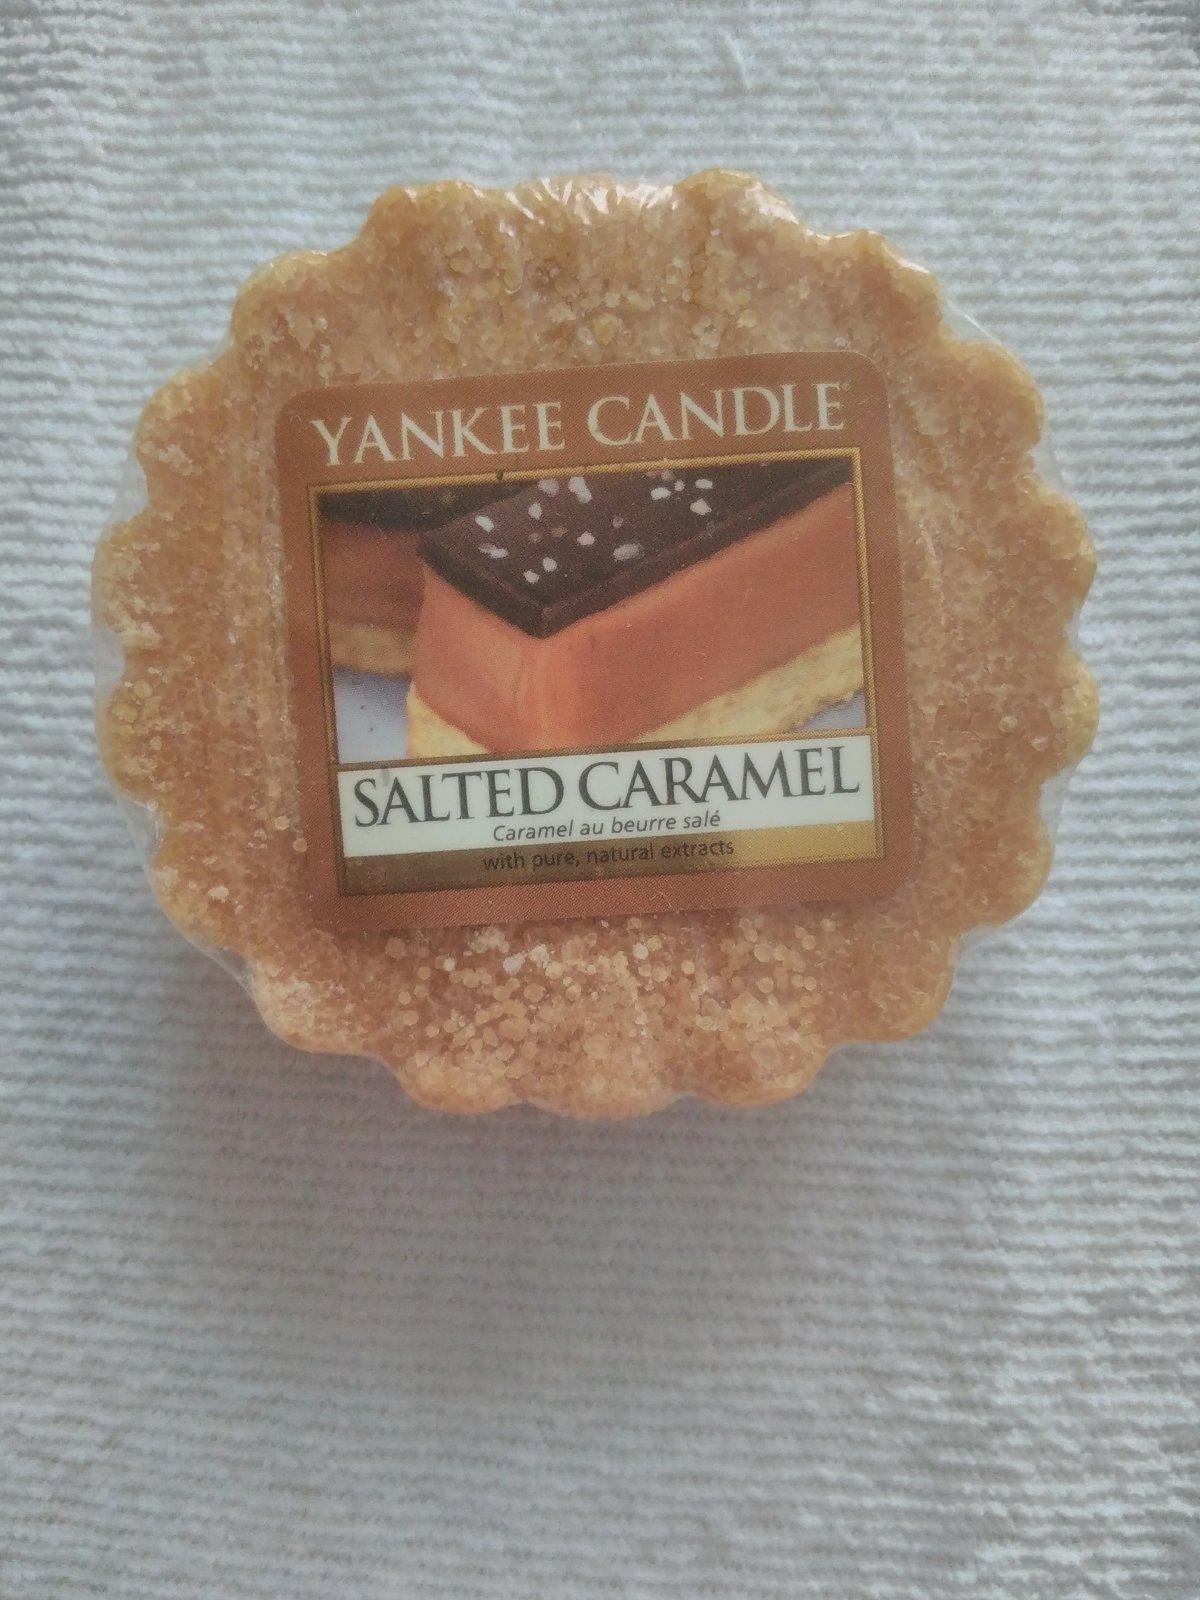 YANKEE CANDLE®
SALTED CARAMEL
Caramel au beurre salé
with pure, natural extracts